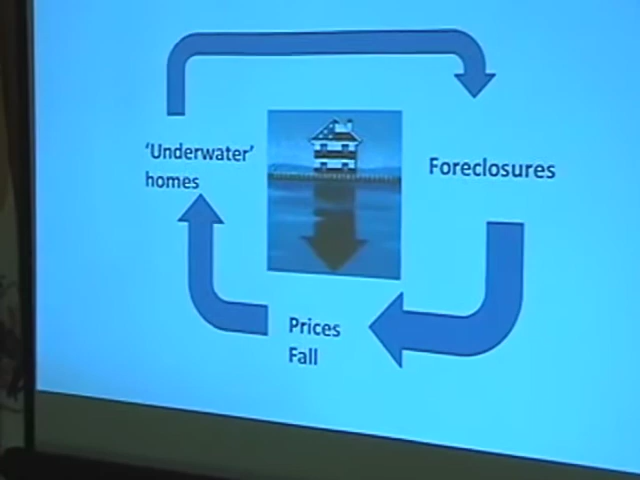 ‘Underwater’
homes
Foreclosures
Prices
Fall